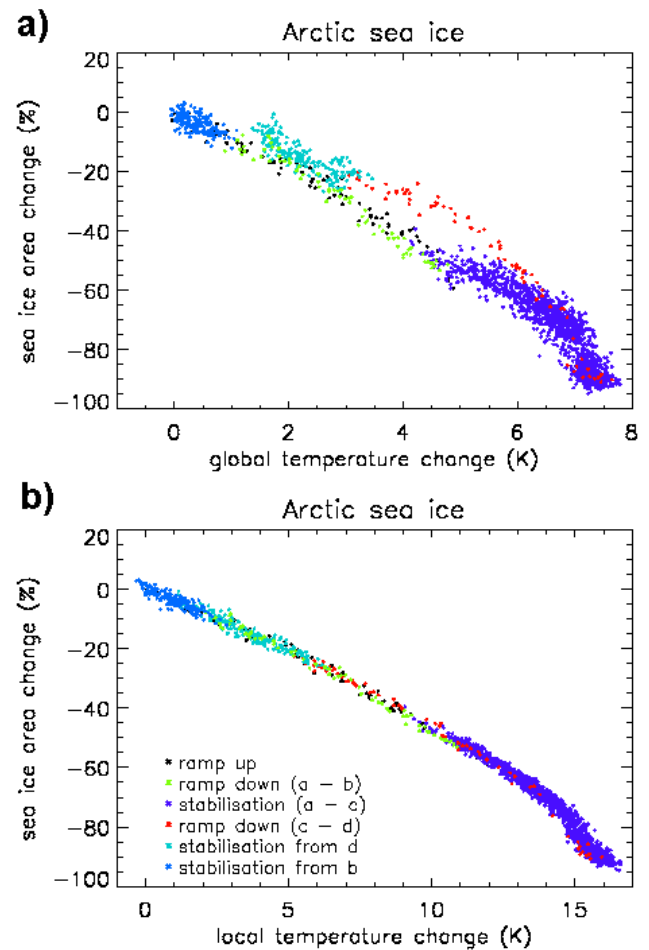 a)
Arctic sea ice
20
0
−20
−40
−60
−80
−100
sea ice area change (%)
0 2 4 6 8
global temperature change (K)
b)
Arctic sea ice
20
0
−20
−40
−60
−80
−100
sea ice area change (%)
ramp up
ramp down (a − b)
stabilisation (a − c)
ramp down (c − d)
stabilisation from d
stabilisation from b
0 5 10 15
local temperature change (K)